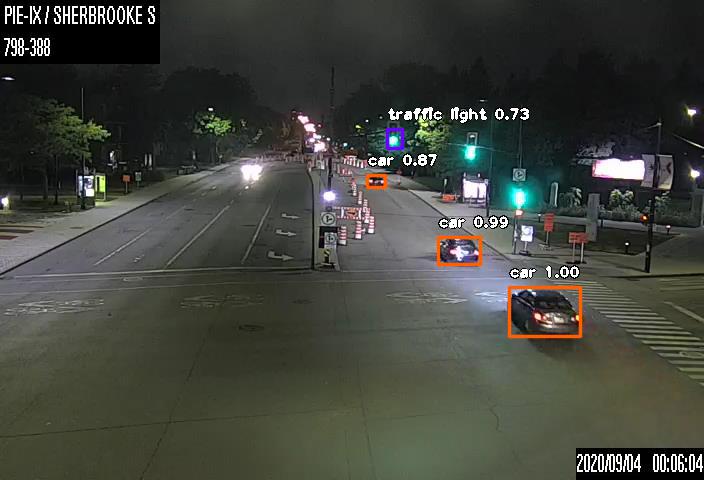 PIE-IX / SHERBROOKE S
798-388
traffic light 0.73
car 0.87
car 0.99
car 1.00
2020/09/04 00:06:04